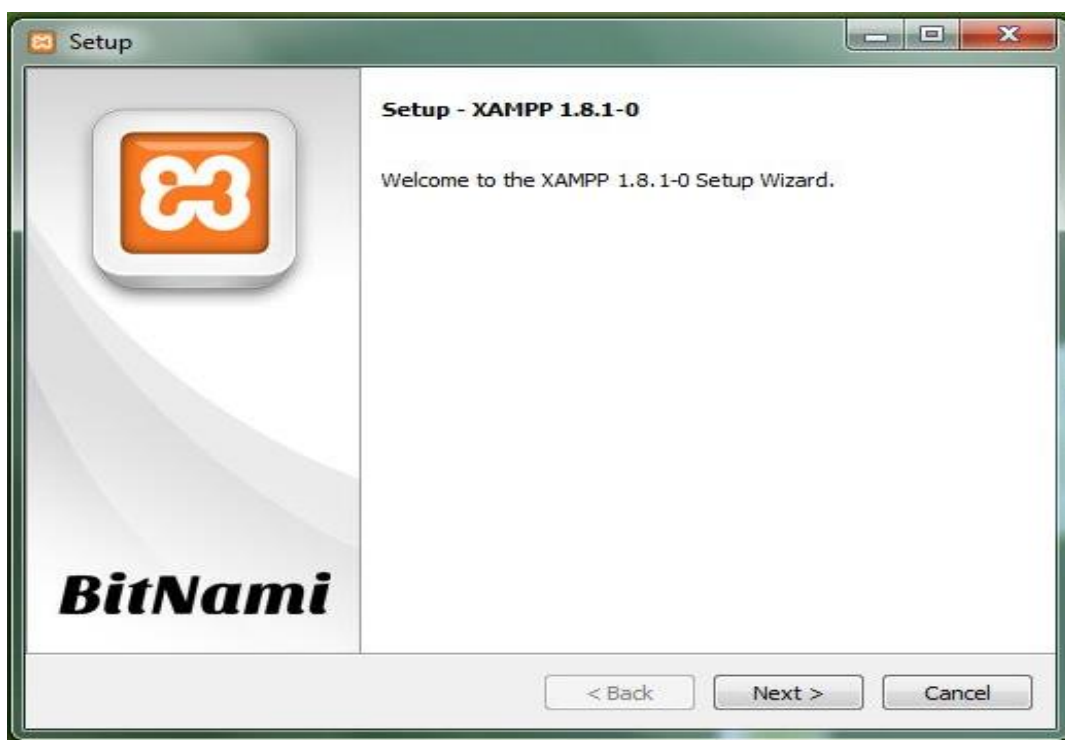 Setup
Setup - XAMPP 1.8.1-0
Welcome to the XAMPP 1.8.1-0 Setup Wizard.
BitNami
< Back Next > Cancel